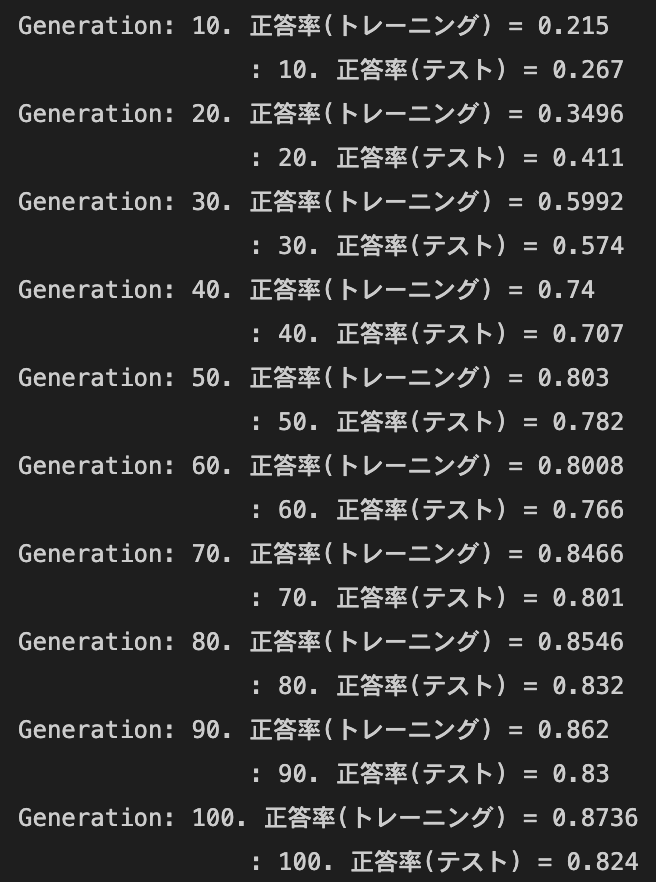 Generation: 10. 正答率(トレーニング) = 0.215
: 10. 正答率(テスト) = 0.267
Generation: 20. 正答率(トレーニング) = 0.3496
: 20. 正答率(テスト) = 0.411
Generation: 30. 正答率(トレーニング) = 0.5992
: 30. 正答率(テスト) = 0.574
Generation: 40. 正答率(トレーニング) = 0.74
: 40. 正答率(テスト) = 0.707
Generation: 50. 正答率(トレーニング) = 0.803
: 50. 正答率(テスト) = 0.782
Generation: 60. 正答率(トレーニング) = 0.8008
: 60. 正答率(テスト) = 0.766
Generation: 70. 正答率(トレーニング) = 0.8466
: 70. 正答率(テスト) = 0.801
Generation: 80. 正答率(トレーニング) = 0.8546
: 80. 正答率(テスト) = 0.832
Generation: 90. 正答率(トレーニング) = 0.862
: 90. 正答率(テスト) = 0.83
Generation: 100. 正答率(トレーニング) = 0.8736
: 100. 正答率(テスト) = 0.824